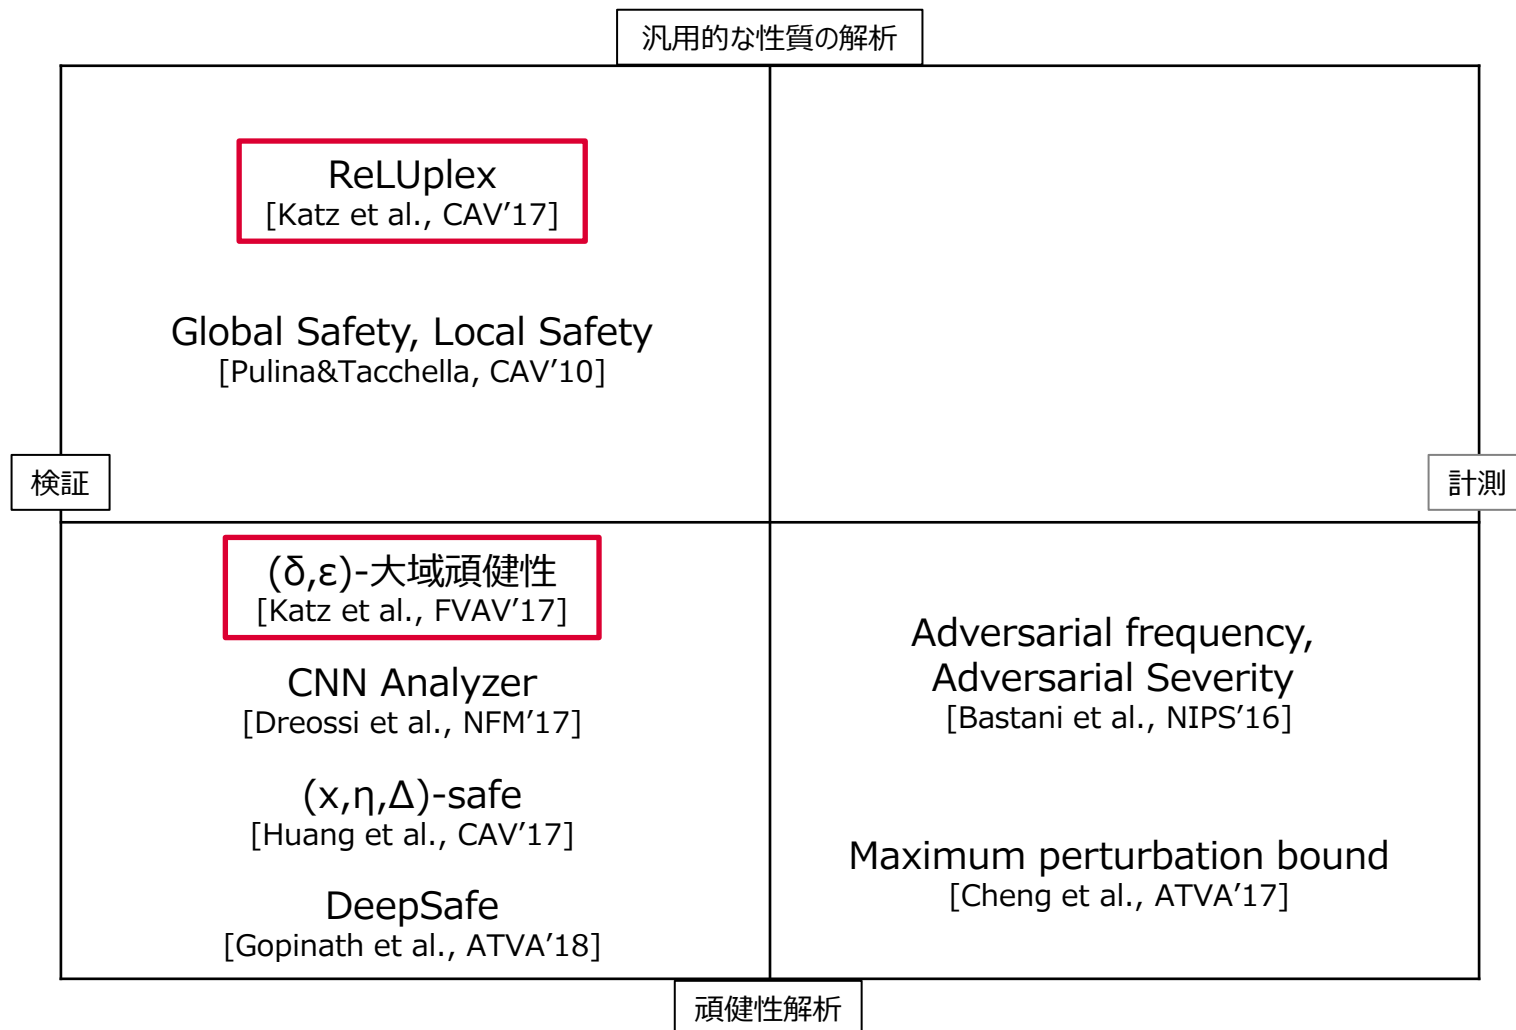 汎用的な性質の解析
ReLUplex
[Katz et al., CAV’17]
Global Safety, Local Safety
[Pulina&Tacchella, CAV’10]
検証
計測
(δ,ε)-大域頑健性
[Katz et al., FVAV’17]
CNN Analyzer
[Dreossi et al., NFM’17]
(x,η,Δ)-safe
[Huang et al., CAV’17]
DeepSafe
[Gopinath et al., ATVA’18]
Adversarial frequency,
Adversarial Severity
[Bastani et al., NIPS’16]
Maximum perturbation bound
[Cheng et al., ATVA’17]
頑健性解析